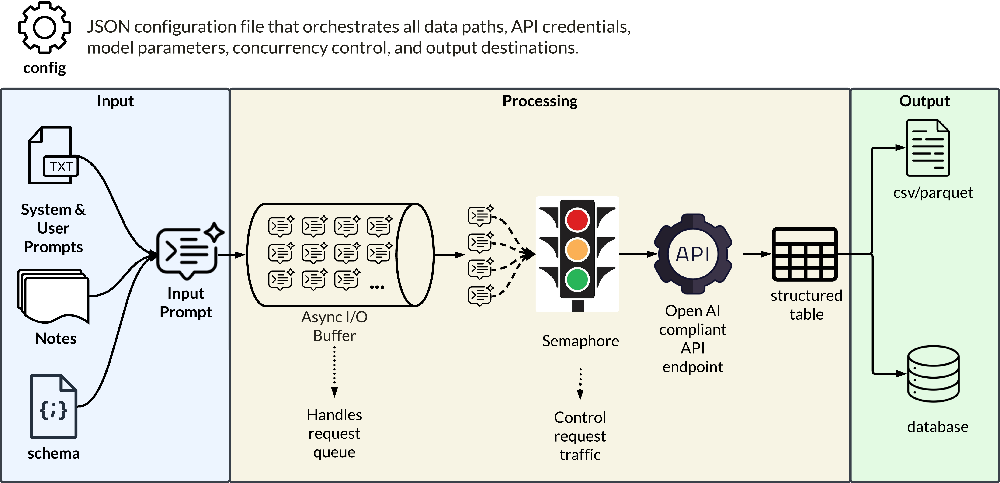 JSON configuration file that orchestrates all data paths, API credentials,
model parameters, concurrency control, and output destinations.
config
Input
TXT
System &
User
Prompts
Notes
{;}
schema
Input
Prompt
Processing
...
Async I/O
Buffer
Handles
request
queue
Semaphore
Control
request
traffic
API
Open AI
compliant
API
endpoint
structured
table
Output
csv/parquet
database